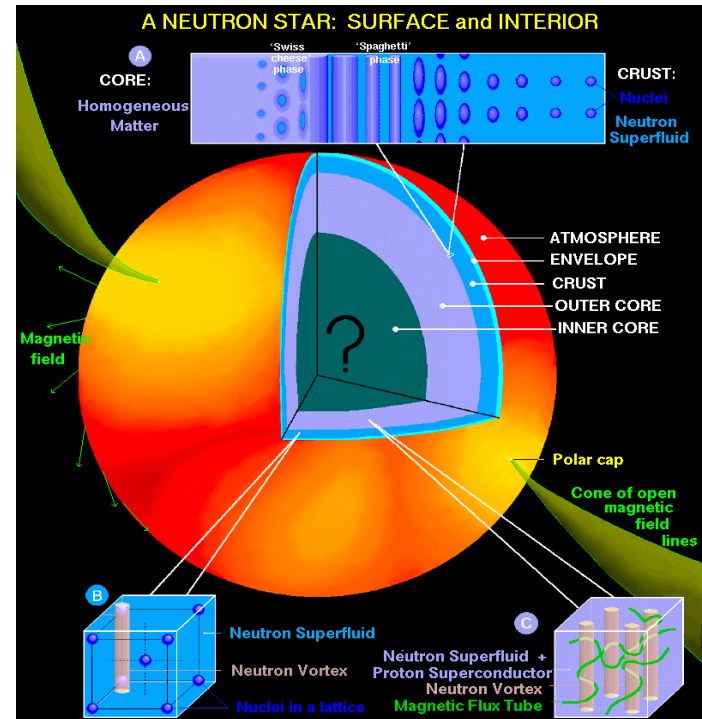 A NEUTRON STAR: SURFACE and INTERIOR
A
'Swiss
cheese
phase
'Spaghetti'
phase
CORE:
Homogeneous
Matter
CRUST:
Nuclei
Neutron
Superfluid
ATMOSPHERE
ENVELOPE
CRUST
OUTER CORE
INNER CORE
?
Magnetic
field
Polar cap
Cone of open
magnetic
field
lines
B
Neutron Superfluid
Neutron Vortex
Nuclei in a lattice
C
Neutron Superfluid +
Proton Superconductor
Neutron Vortex
Magnetic Flux Tube